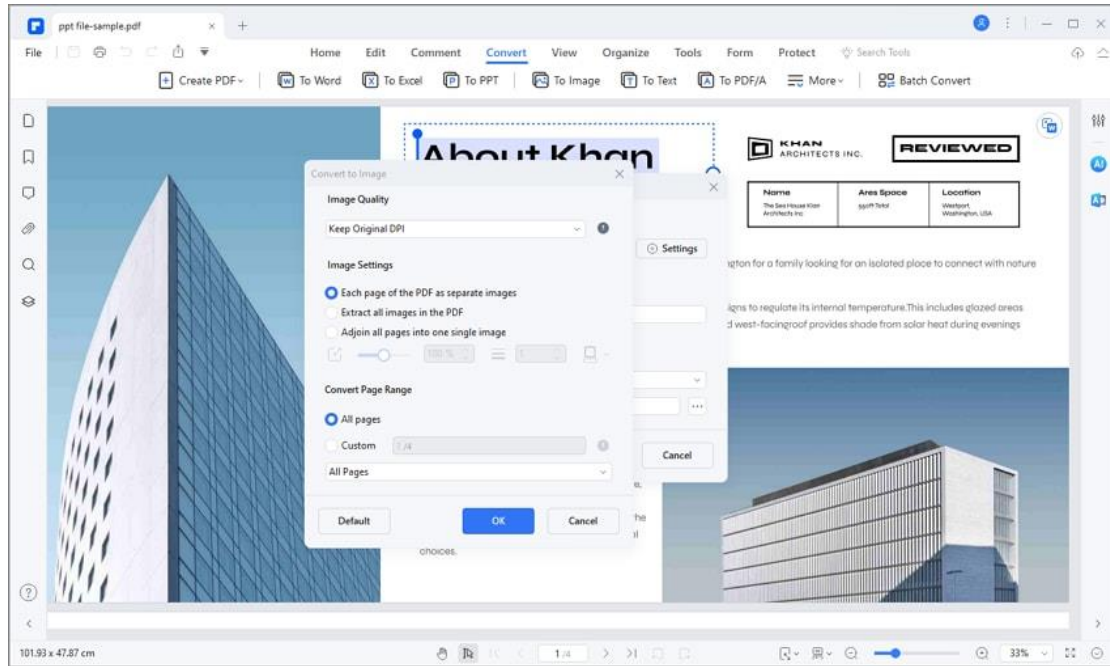 ppt file-sample.pdf
File
Home Edit Comment Convert View Organize Tools Form Protect Search Tools
Create PDF To Word To Excel To PPT To Image To Text To PDF/A More Batch Convert
About Khan
KHAN
ARCHITECTS INC.
REVIEWED
Name Area Space Location
The Sea House Klan Architects Inc
Total
Westport,
Washington, USA
Convert to Image
Image Quality
Keep Original DPI
Settings
Image Settings
Each page of the PDF as separate images
Extract all images in the PDF
Adjoin all pages into one single image
100 % 1
Convert Page Range
All pages
Custom 1 /4
All Pages
Default OK Cancel
Cancel
gton for a family looking for an isolated place to connect with nature
igns to regulate its internal temperature.This includes glazed areas
d west-facingroof provides shade from solar heat during evenings
he
choices.
101.93 x 47.87 cm
1 /4
33%